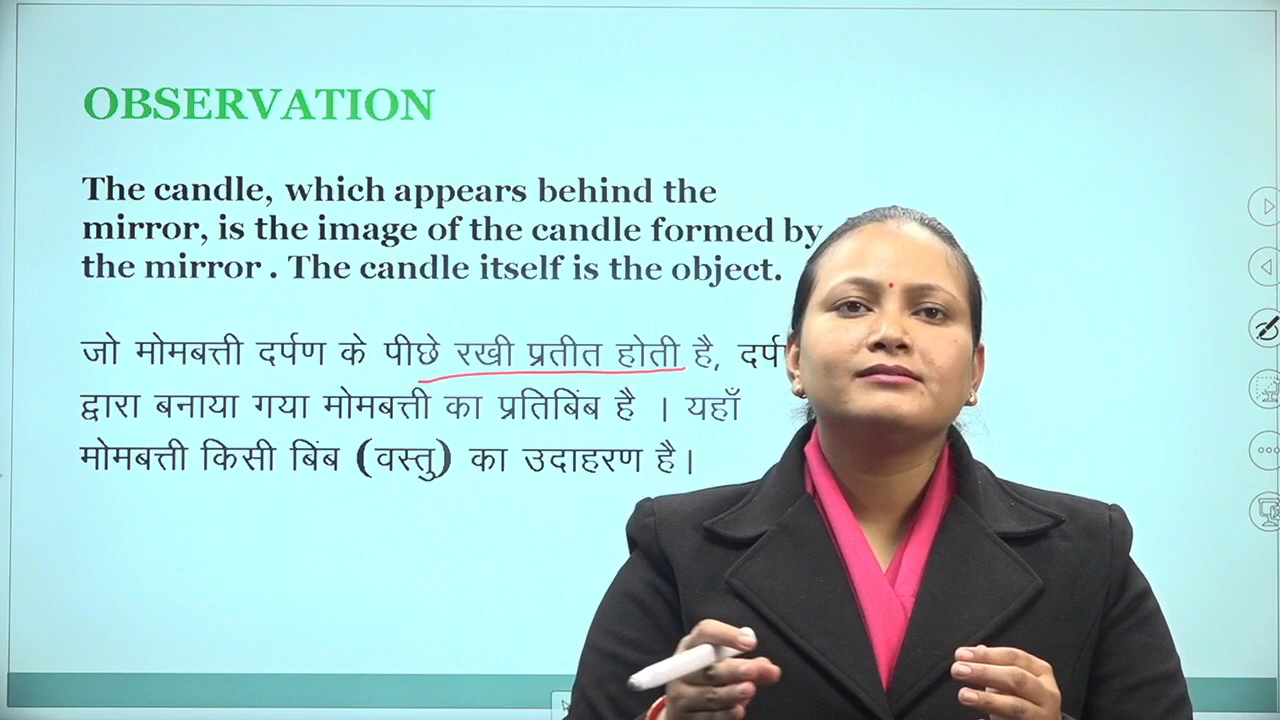 OBSERVATION
The candle, which appears behind the
mirror, is the image of the candle formed by
the mirror . The candle itself is the object.
जो मोमबत्ती दर्पण के पीछे रखी प्रतीत होती है,
द्वारा बनाया गया मोमबत्ती का प्रतिबिंब है । यहाँ
मोमबत्ती किसी बिंब (वस्तु) का उदाहरण है।